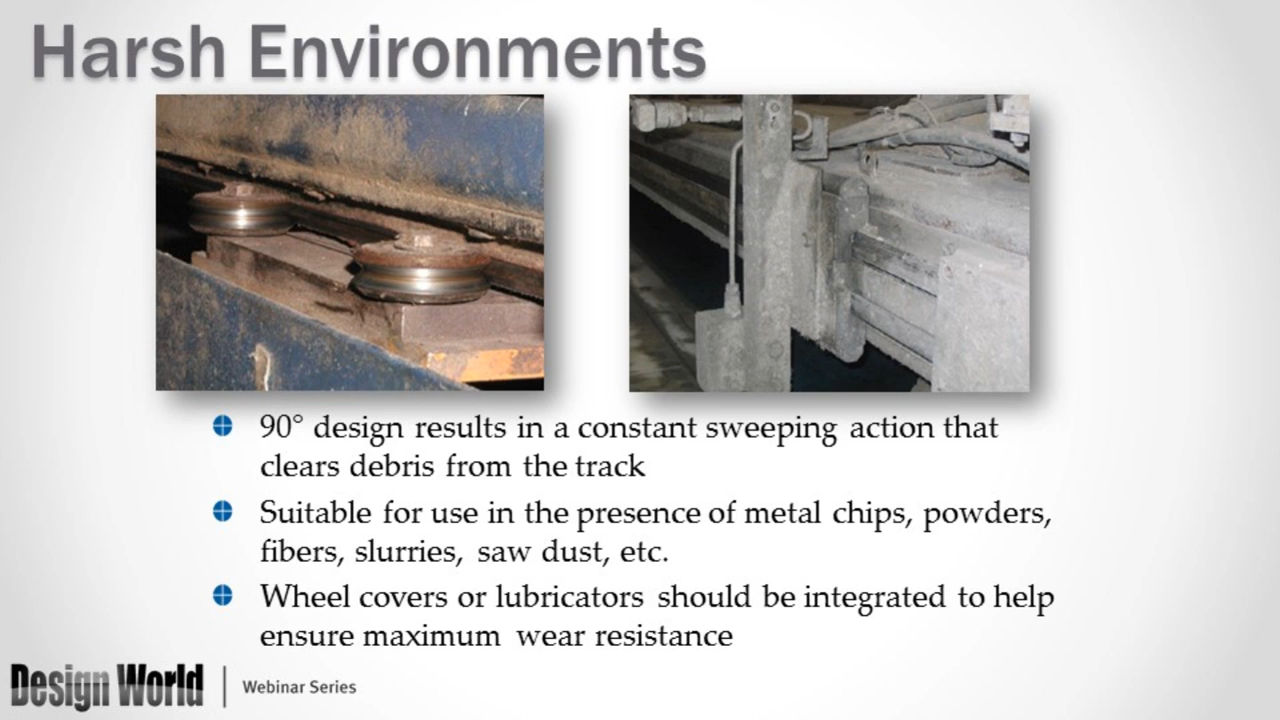 Harsh Environments
90° design results in a constant sweeping action that
clears debris from the track
Suitable for use in the presence of metal chips, powders,
fibers, slurries, saw dust, etc.
Wheel covers or lubricators should be integrated to help
ensure maximum wear resistance
Design World
Webinar Series